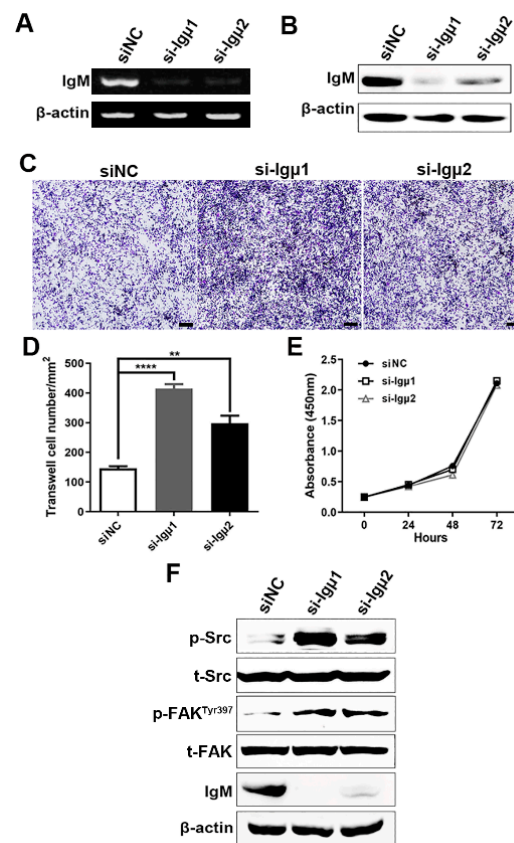 A
siNC
si-Igµ1
si-Igµ2
IgM
β-actin
B
siNC
si-Igµ1
si-Igµ2
IgM
β-actin
C
siNC
si-Igµ1
si-Igµ2
D
Transwell cell number/mm²
500
400
300
200
100
0
****
**
siNC
si-Igµ1
si-Igµ2
E
Absorbance (450nm)
2.5
2.0
1.5
1.0
0.5
0.0
siNC
si-Igµ1
si-Igµ2
0 24 48 72
Hours
F
siNC
si-Igµ1
si-Igµ2
p-Src
t-Src
p-FAKTyr397
t-FAK
IgM
β-actin